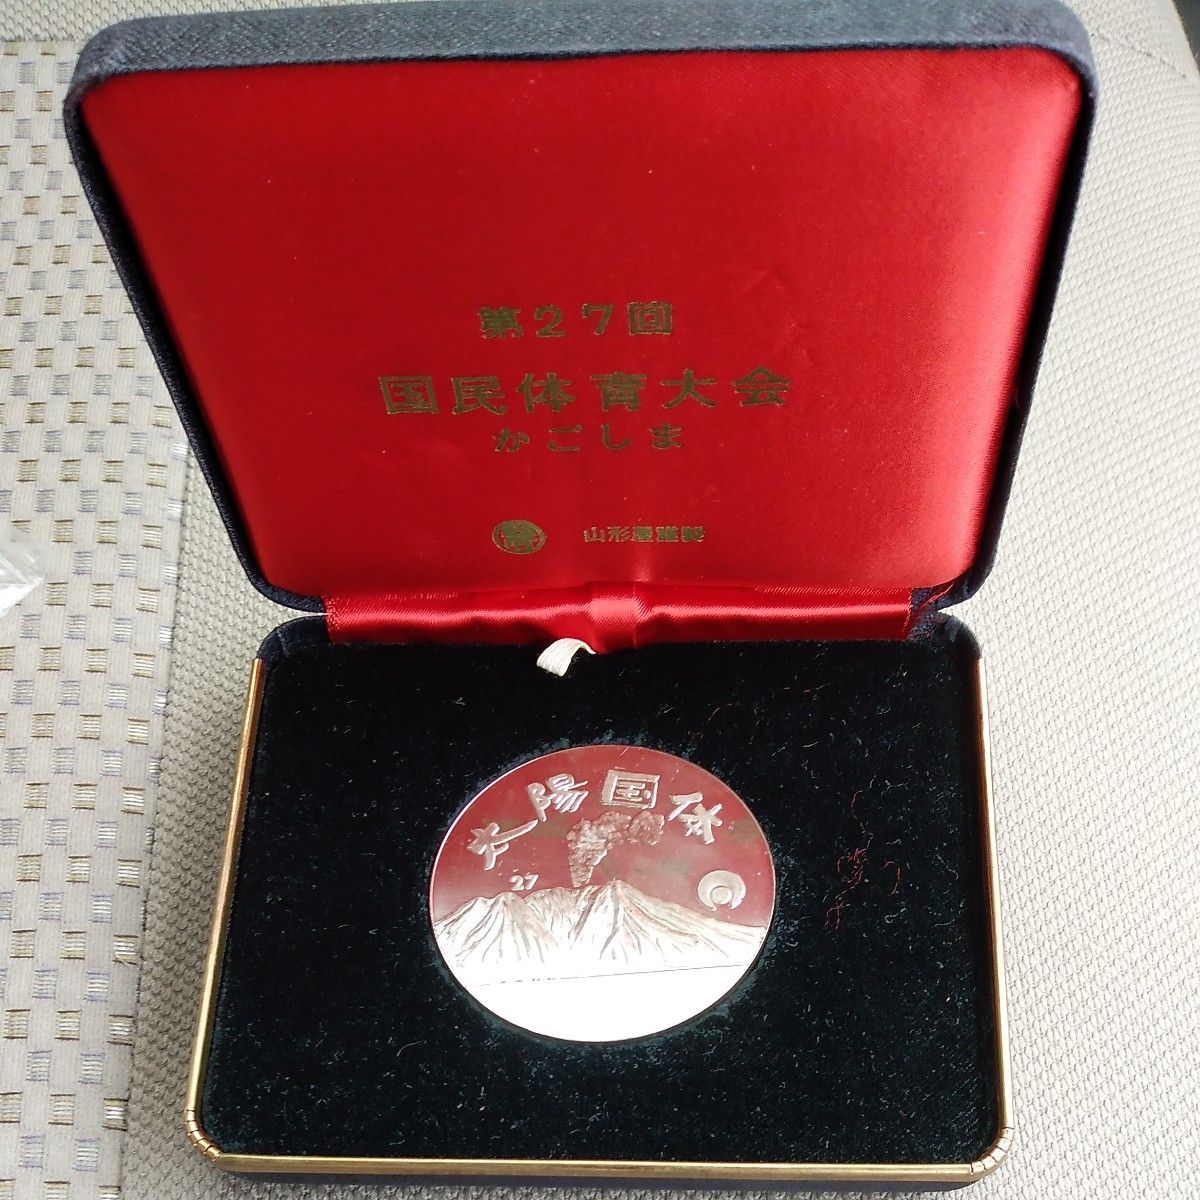 第27回
国民体育大会
かごしま
山形屋謹製
太陽国体
27